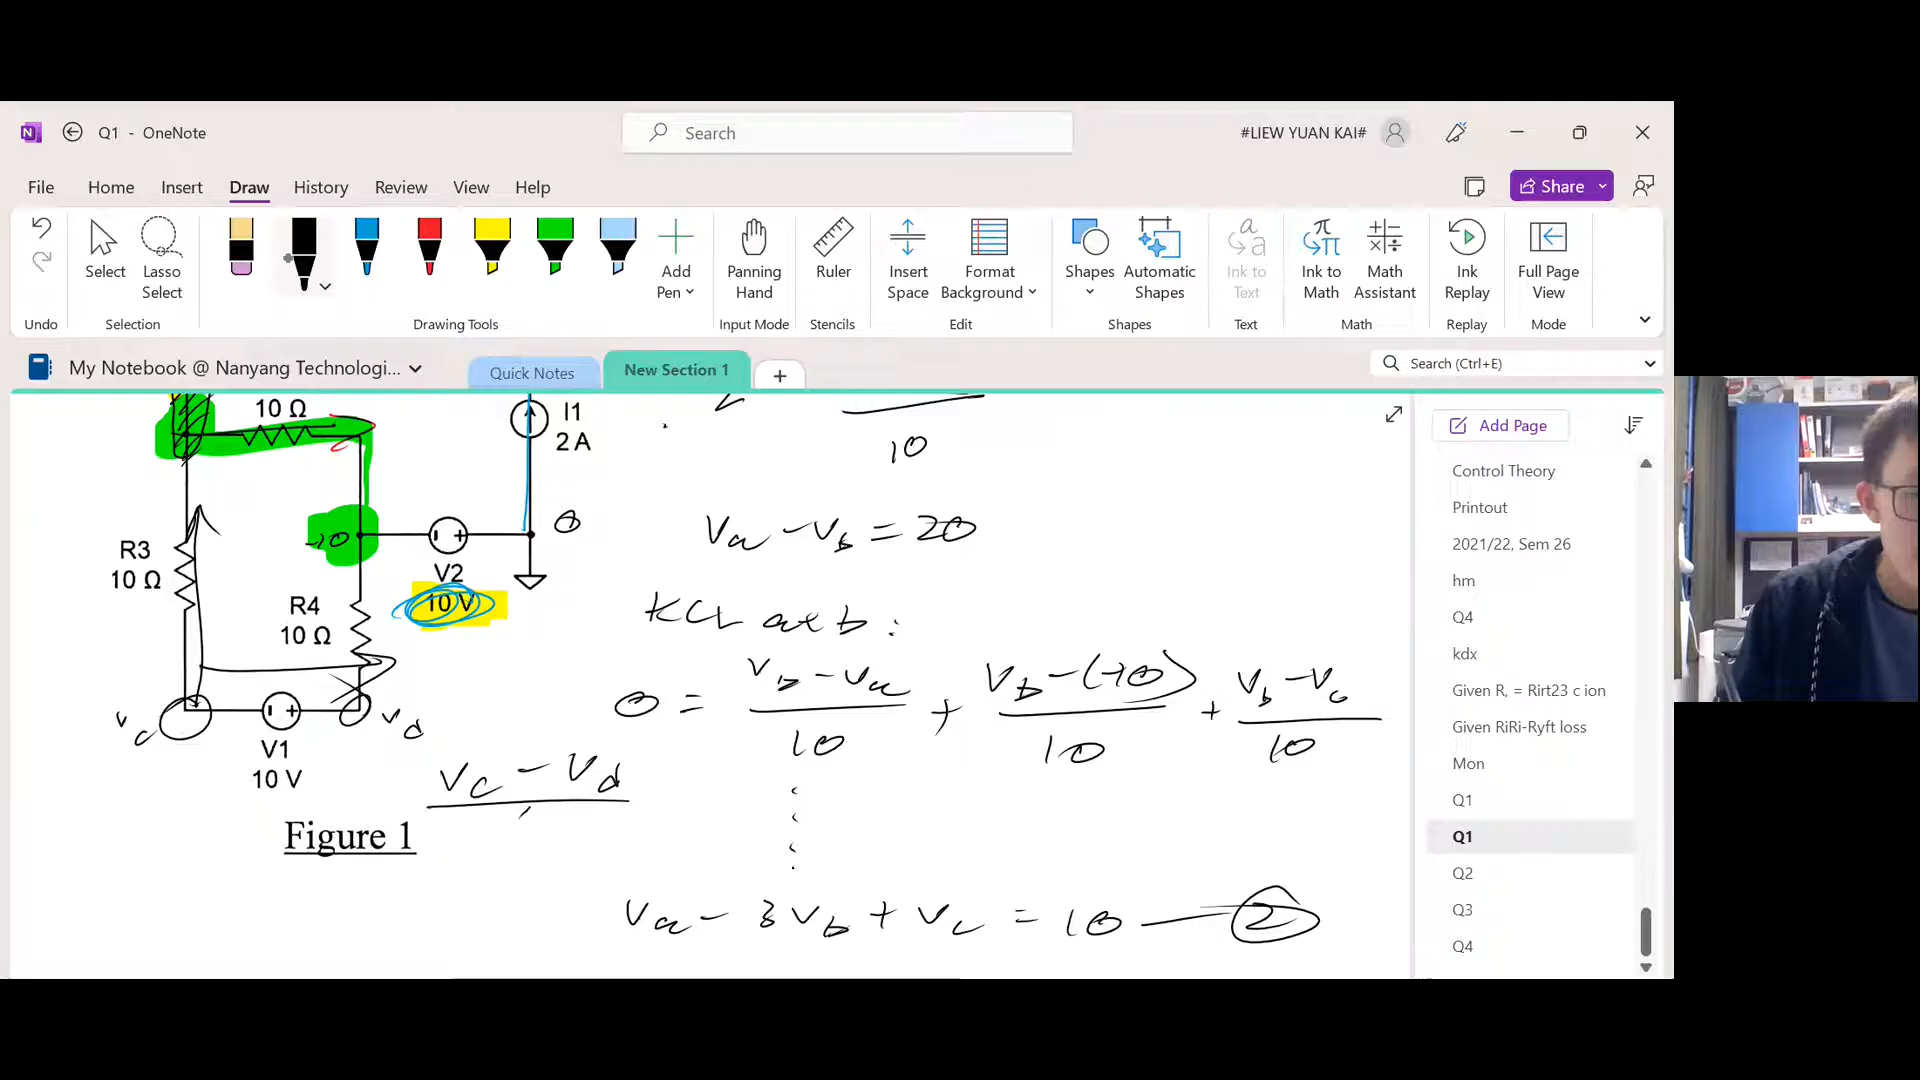 Q1 - OneNote
Search
#LIEW YUAN KAI#
File Home Insert Draw History Review View Help
Share
Select
Lasso Select
Add Pen
Panning Hand
Ruler
Insert Space
Format Background
Shapes
Automatic Shapes
Ink to Text
Ink to Math
Math Assistant
Ink Replay
Full Page View
Undo Selection Drawing Tools Input Mode Stencils Edit Shapes Text Math Replay Mode
My Notebook @ Nanyang Technologi...
Quick Notes
New Section 1
+
Search (Ctrl+E)
Add Page
Control Theory
Printout
2021/22, Sem 26
hm
Q4
kdx
Given R, = Rirt23 c ion
Given RiRi-Ryft loss
Mon
Q1
Q1
Q2
Q3
Q4
10 Ω
I1
2 A
0
R3
10 Ω
-10
V2
10 V
R4
10 Ω
Vc
Vd
V1
10 V
Figure 1
Vc - Vd
10
Va - Vb = 20
KCL at b :
0 = Vb - Va / 10 + Vb - (-10) / 10 + Vb - Vc / 10
Va - 3Vb + Vc = 10 — 2